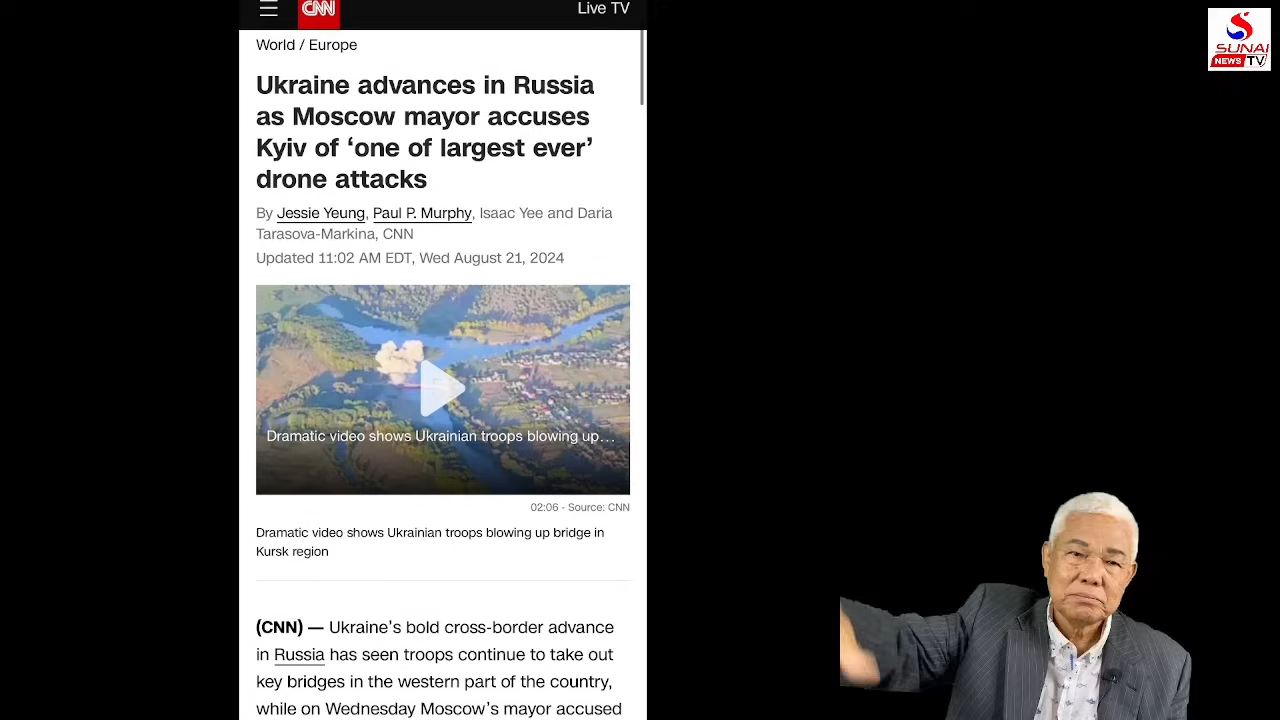 CNN
Live TV
World / Europe
Ukraine advances in Russia
as Moscow mayor accuses
Kyiv of ‘one of largest ever’
drone attacks
By Jessie Yeung, Paul P. Murphy, Isaac Yee and Daria
Tarasova-Markina, CNN
Updated 11:02 AM EDT, Wed August 21, 2024
Dramatic video shows Ukrainian troops blowing up…
02:06 - Source: CNN
Dramatic video shows Ukrainian troops blowing up bridge in
Kursk region
(CNN) — Ukraine’s bold cross-border advance
in Russia has seen troops continue to take out
key bridges in the western part of the country,
while on Wednesday Moscow’s mayor accused
SUNAI
NEWS TV